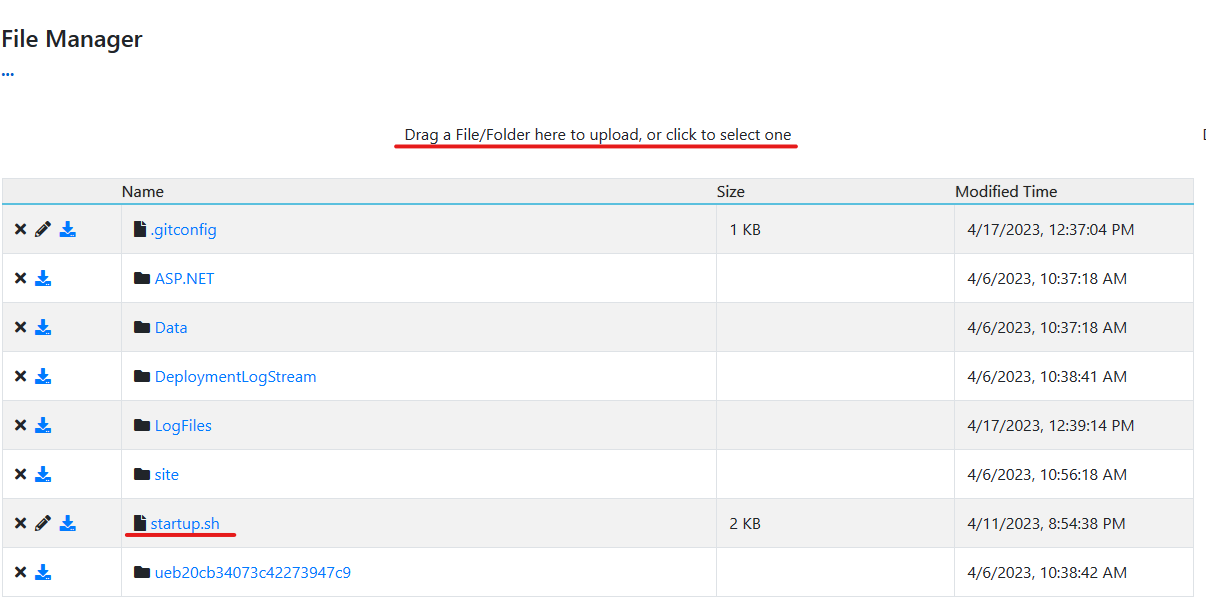 File Manager
...
Drag a File/Folder here to upload, or click to select one
Name Size Modified Time
.gitconfig 1 KB 4/17/2023, 12:37:04 PM
ASP.NET 4/6/2023, 10:37:18 AM
Data 4/6/2023, 10:37:18 AM
DeploymentLogStream 4/6/2023, 10:38:41 AM
LogFiles 4/17/2023, 12:39:14 PM
site 4/6/2023, 10:56:18 AM
startup.sh 2 KB 4/11/2023, 8:54:38 PM
ueb20cb34073c42273947c9 4/6/2023, 10:38:42 AM